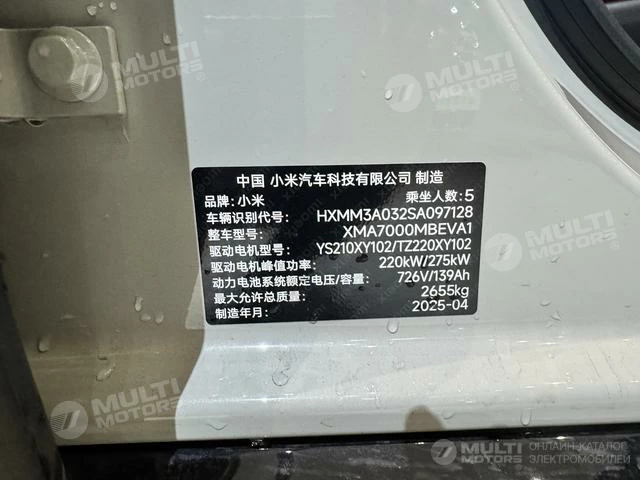 中国 小米汽车科技有限公司 制造
品牌：小米 乘坐人数：5
车辆识别代号： HXMM3A032SA097128
整车型号： XMA7000MBEVA1
驱动电机型号： YS210XY102/TZ220XY102
驱动电机峰值功率： 220kW/275kW
动力电池系统额定电压/容量： 726V/139Ah
最大允许总质量： 2655kg
制造年月： 2025-04
MULTI MOTORS
MULTI MOTORS
MULTI MOTORS
MULTI MOTORS
MULTI MOTORS ОНЛАЙН-КАТАЛОГ ЭЛЕКТРОМОБИЛЕЙ